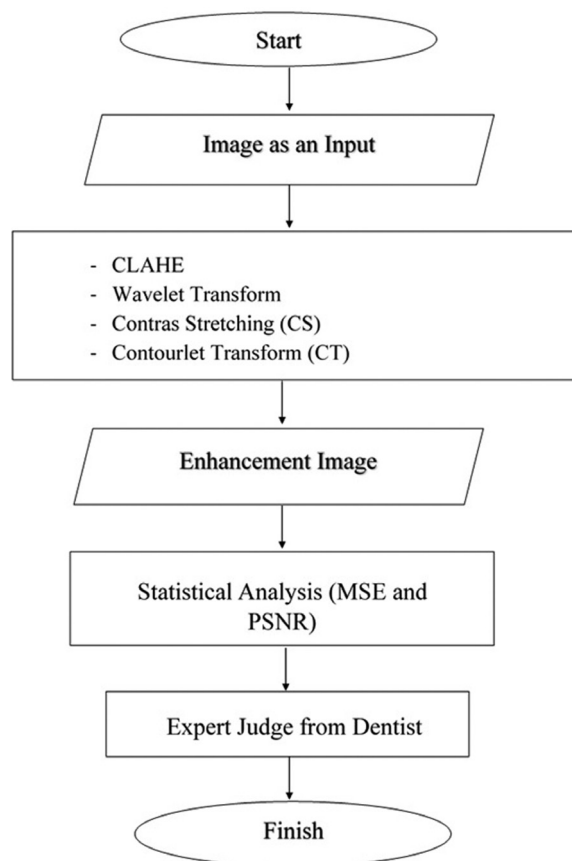 Start
Image as an Input
- CLAHE
- Wavelet Transform
- Contras Stretching (CS)
- Contourlet Transform (CT)
Enhancement Image
Statistical Analysis (MSE and
PSNR)
Expert Judge from Dentist
Finish